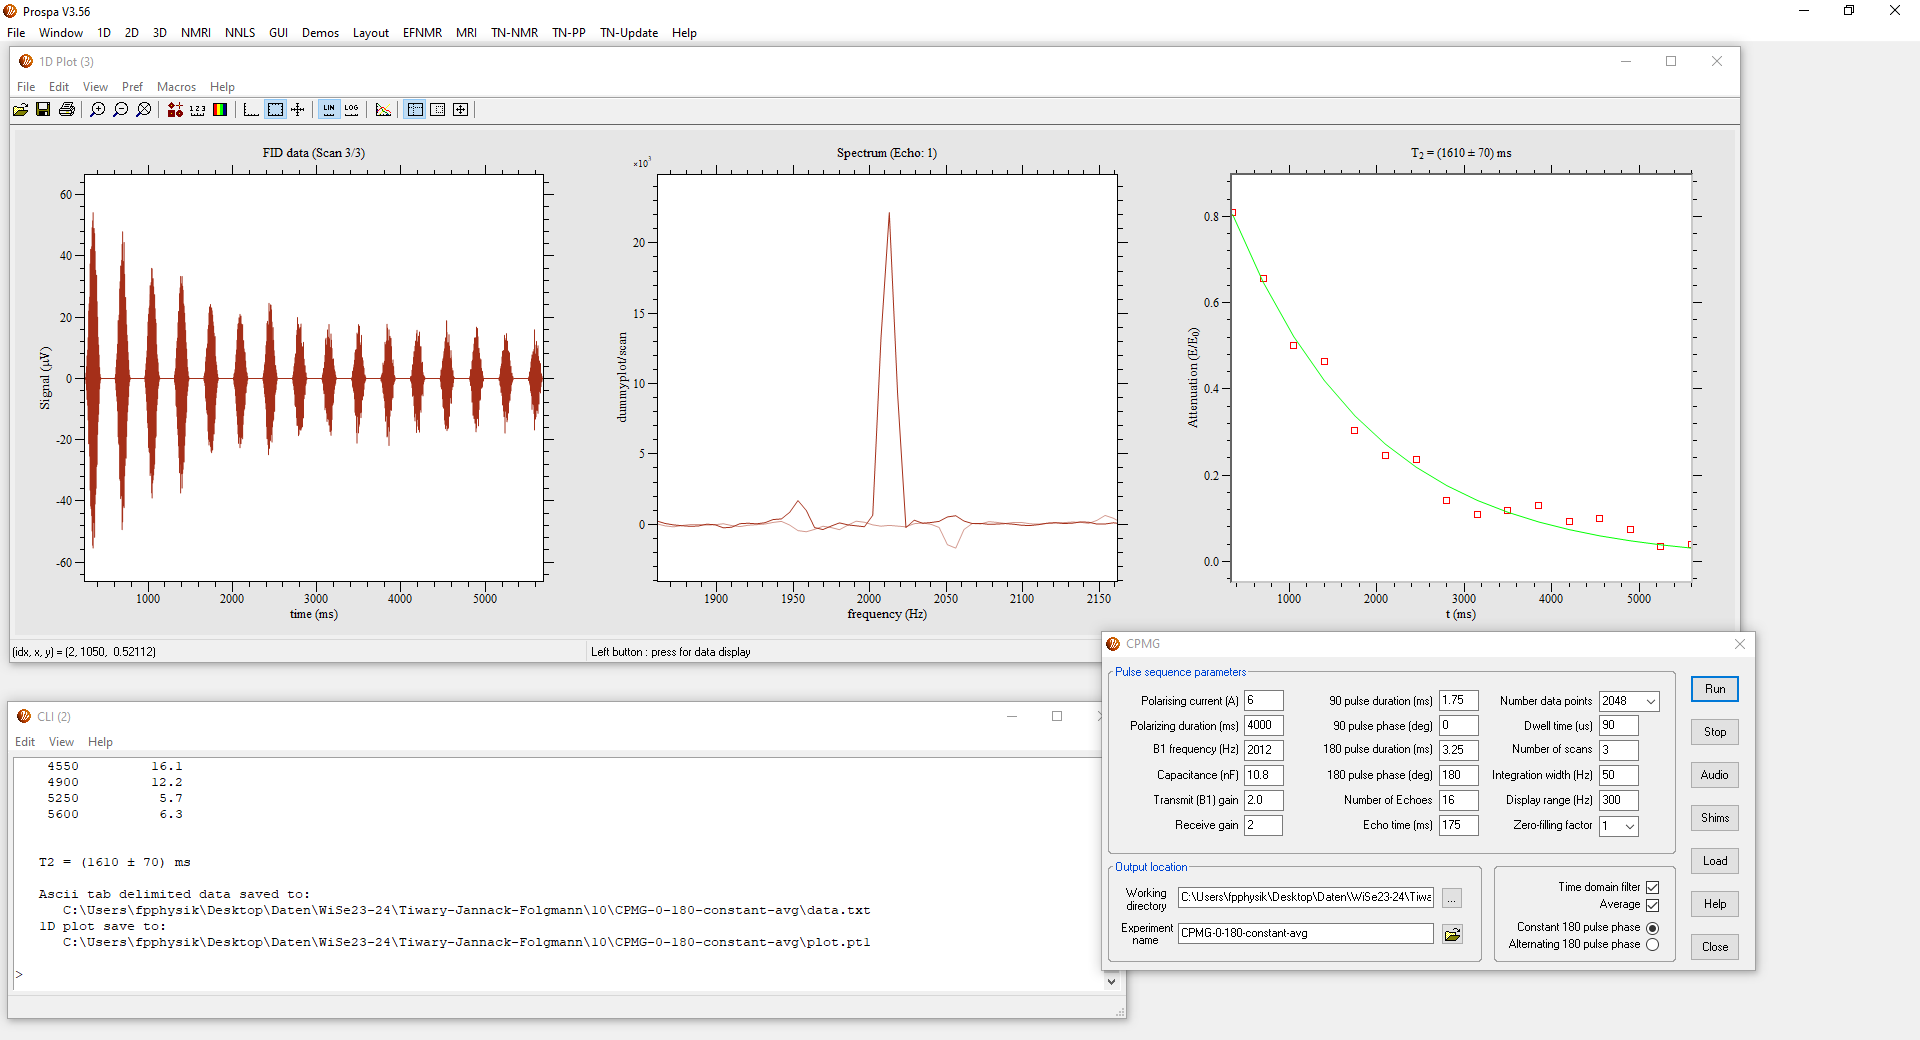 Prospa V3.56
File Window 1D 2D 3D NMRI NNLS GUI Demos Layout EFNMR MRI TN-NMR TN-PP TN-Update Help
1D Plot (3)
File Edit View Pref Macros Help
1 2 3
LIN LOG
FID data (Scan 3/3)
60
40
20
0
-20
-40
-60
Signal (µV)
1000 2000 3000 4000 5000
time (ms)
Spectrum (Echo: 1)
×10³
20
15
10
5
0
dummyplot/scan
1900 1950 2000 2050 2100 2150
frequency (Hz)
T₂ = (1610 ± 70) ms
0.8
0.6
0.4
0.2
0.0
Attenuation (E/E₀)
1000 2000 3000 4000 5000
t (ms)
(idx, x, y) = (2, 1050, 0.52112)
Left button : press for data display
CLI (2)
Edit View Help
4550 16.1
4900 12.2
5250 5.7
5600 6.3
T2 = (1610 ± 70) ms
Ascii tab delimited data saved to:
C:\Users\fpphysik\Desktop\Daten\WiSe23-24\Tiwary-Jannack-Folgmann\10\CPMG-0-180-constant-avg\data.txt
1D plot save to:
C:\Users\fpphysik\Desktop\Daten\WiSe23-24\Tiwary-Jannack-Folgmann\10\CPMG-0-180-constant-avg\plot.pt1
>
CPMG
Pulse sequence parameters
Polarising current (A) 6
Polarizing duration (ms) 4000
B1 frequency (Hz) 2012
Capacitance (nF) 10.8
Transmit (B1) gain 2.0
Receive gain 2
90 pulse duration (ms) 1.75
90 pulse phase (deg) 0
180 pulse duration (ms) 3.25
180 pulse phase (deg) 180
Number of Echoes 16
Echo time (ms) 175
Number data points 2048
Dwell time (us) 90
Number of scans 3
Integration width (Hz) 50
Display range (Hz) 300
Zero-filling factor 1
Run
Stop
Audio
Shims
Load
Help
Close
Output location
Working directory C:\Users\fpphysik\Desktop\Daten\WiSe23-24\Tiwa ...
Experiment name CPMG-0-180-constant-avg
Time domain filter
Average
Constant 180 pulse phase
Alternating 180 pulse phase